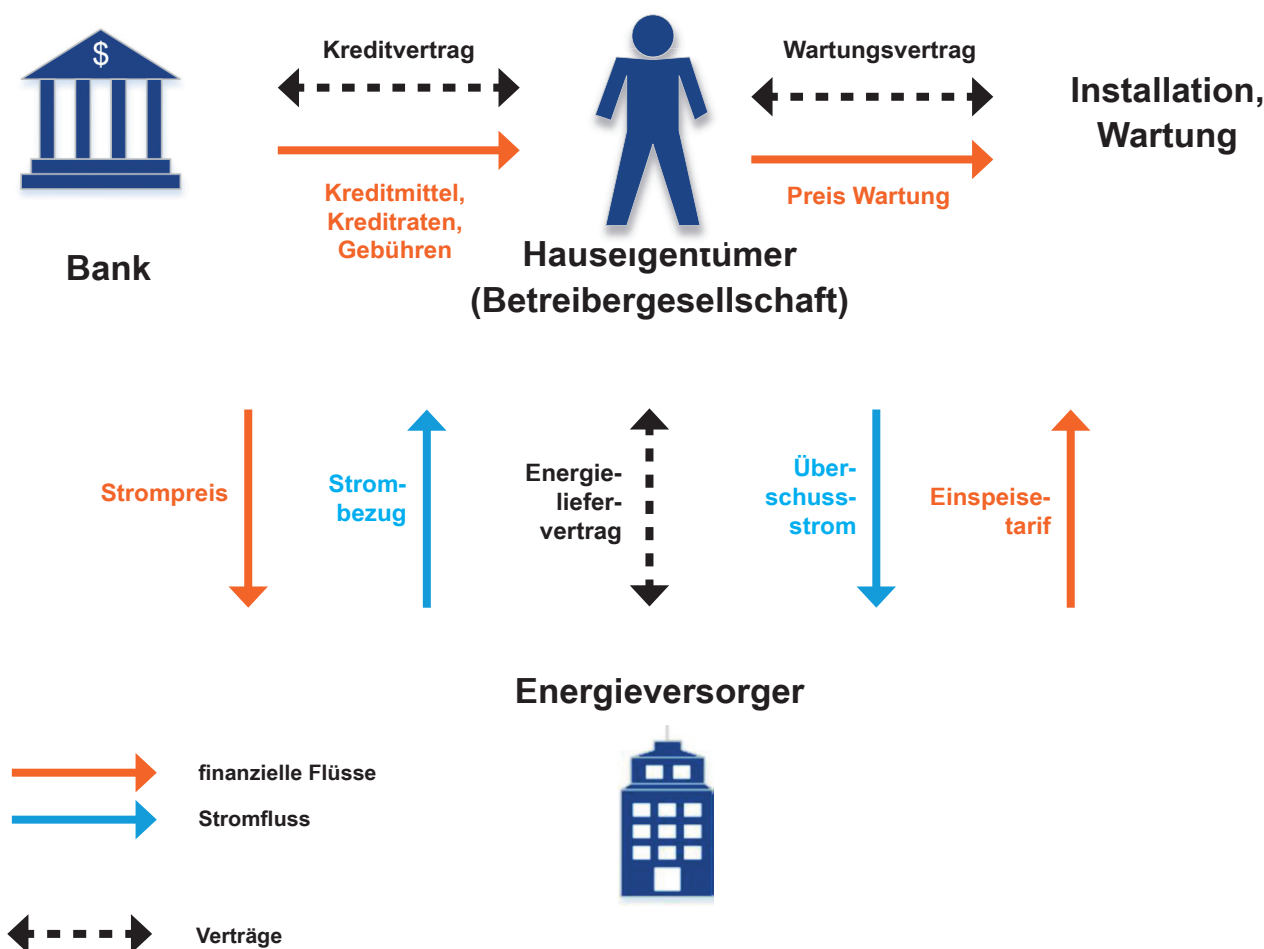 $
Kreditvertrag
Kreditmittel,
Kreditraten,
Gebühren
Wartungsvertrag
Preis Wartung
Installation,
Wartung
Bank
Hauseigentümer
(Betreibergesellschaft)
Strompreis
Strom-
bezug
Energie-
liefer-
vertrag
Über-
schuss-
strom
Einspeise-
tarif
Energieversorger
finanzielle Flüsse
Stromfluss
Verträge